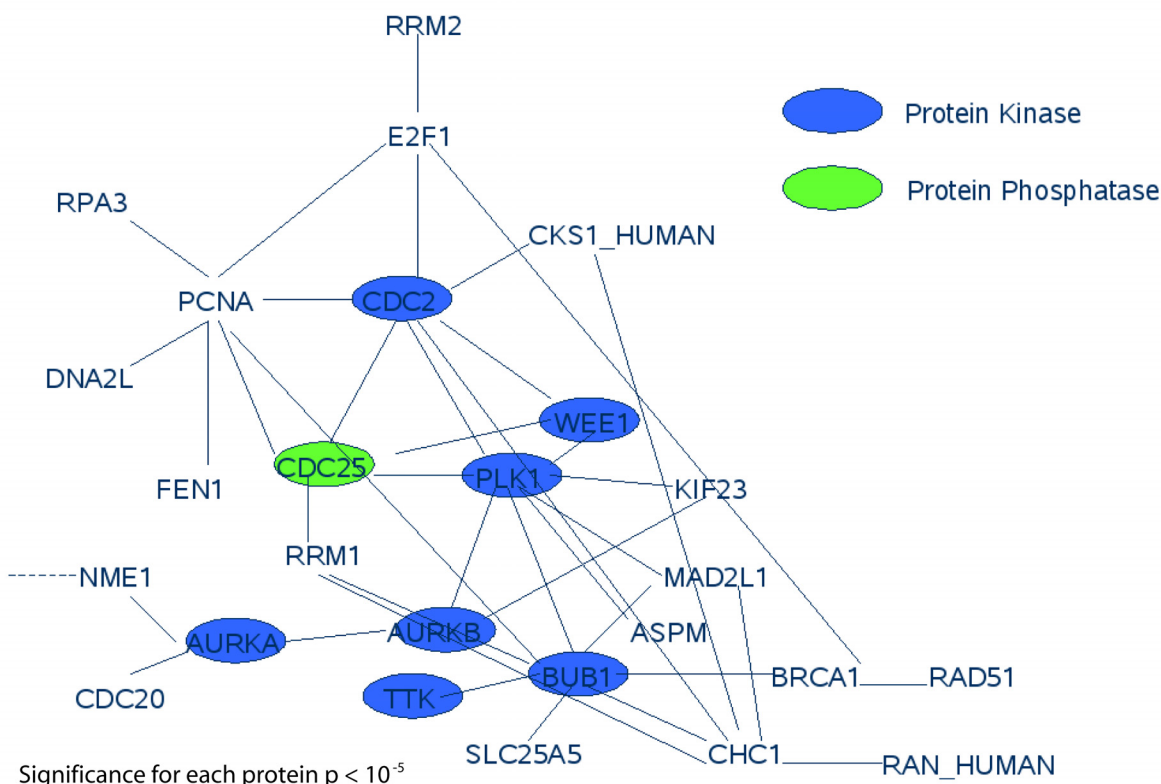 RRM2
Protein Kinase
E2F1
Protein Phosphatase
RPA3
CKS1_HUMAN
PCNA
CDC2
DNA2L
WEE1
CDC25
PLK1
FEN1
KIF23
RRM1
NME1
MAD2L1
AURKA
AURKB
ASPM
BUB1
BRCA1
RAD51
CDC20
TTK
SLC25A5
CHC1
RAN_HUMAN
Significance for each protein p < 10⁻⁵